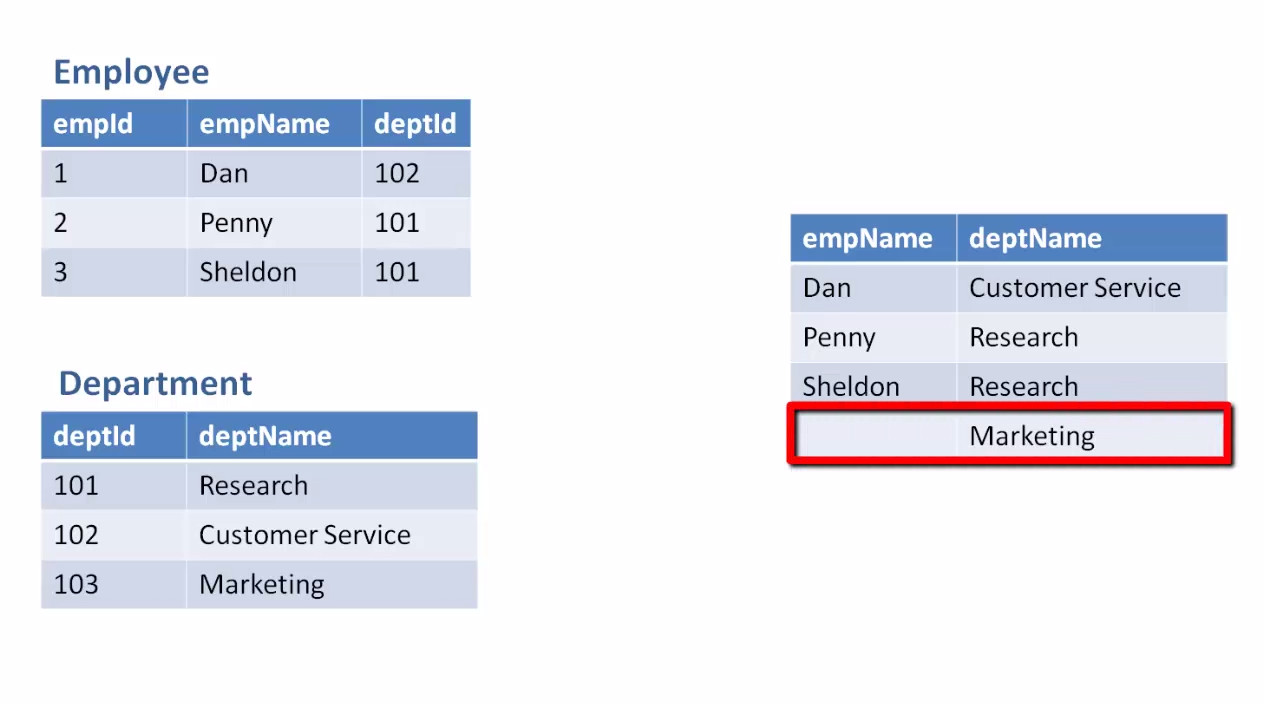 Employee
empId empName deptId
1 Dan 102
2 Penny 101
3 Sheldon 101
Department
deptId deptName
101 Research
102 Customer Service
103 Marketing
empName deptName
Dan Customer Service
Penny Research
Sheldon Research
Marketing